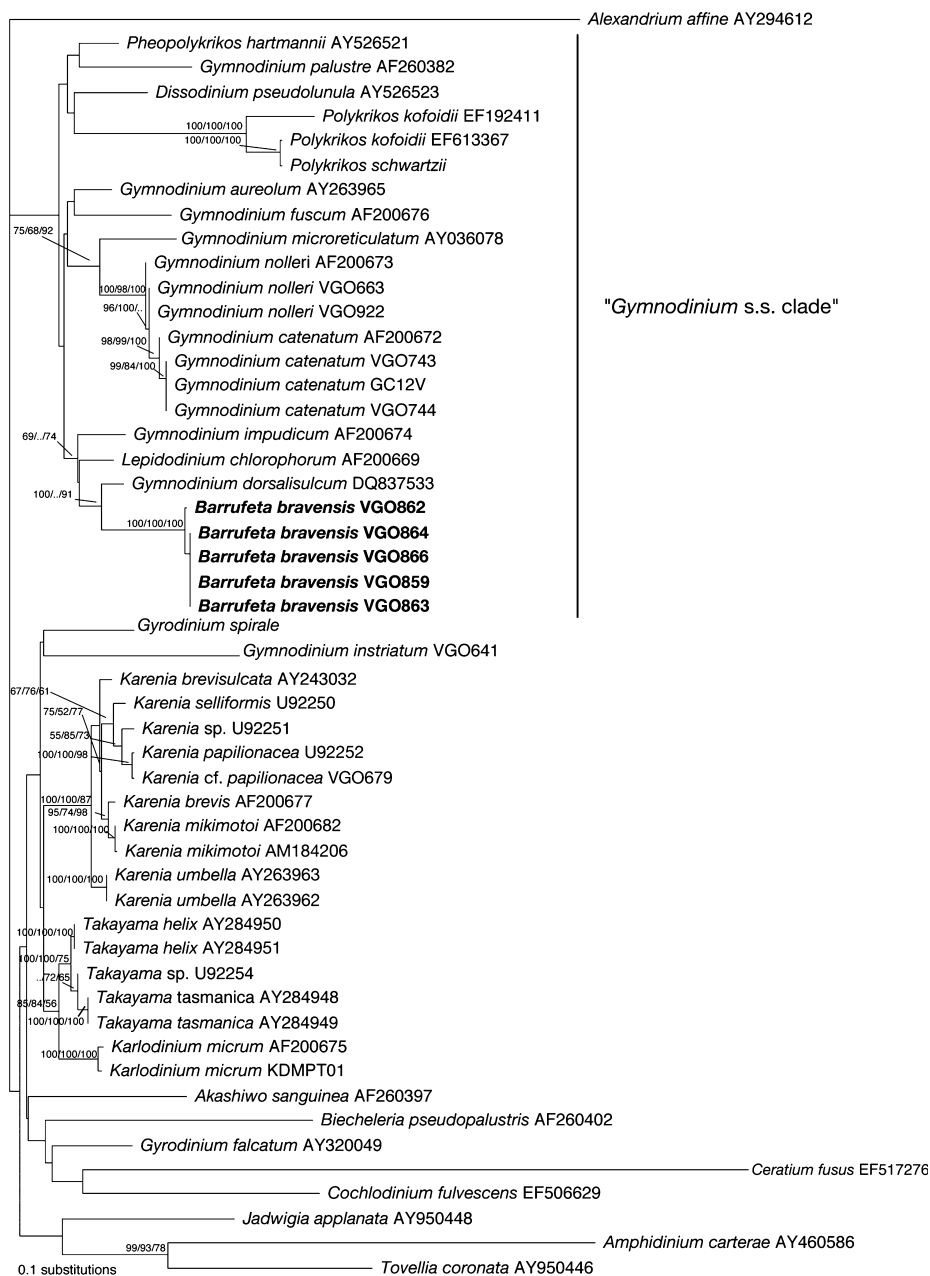 Alexandrium affine AY294612
Pheopolykrikos hartmannii AY526521
Gymnodinium palustre AF260382
Dissodinium pseudolunula AY526523
Polykrikos kofoidii EF192411
100/100/100
100/100/100
Polykrikos kofoidii EF613367
Polykrikos schwartzii
Gymnodinium aureolum AY263965
Gymnodinium fuscum AF200676
75/68/92
Gymnodinium microreticulatum AY036078
Gymnodinium nolleri AF200673
100/98/100
Gymnodinium nolleri VGO663
96/100/..
Gymnodinium nolleri VGO922
"Gymnodinium s.s. clade"
98/99/100
Gymnodinium catenatum AF200672
99/84/100
Gymnodinium catenatum VGO743
Gymnodinium catenatum GC12V
Gymnodinium catenatum VGO744
69/../74
Gymnodinium impudicum AF200674
Lepidodinium chlorophorum AF200669
Gymnodinium dorsalisulcum DQ837533
100/../91
Barrufeta bravensis VGO862
100/100/100
Barrufeta bravensis VGO864
Barrufeta bravensis VGO866
Barrufeta bravensis VGO859
Barrufeta bravensis VGO863
Gyrodinium spirale
Gymnodinium instriatum VGO641
Karenia brevisulcata AY243032
67/76/61
Karenia selliformis U92250
75/52/77
Karenia sp. U92251
55/85/73
Karenia papilionacea U92252
100/100/98
Karenia cf. papilionacea VGO679
100/100/87
Karenia brevis AF200677
95/74/98
Karenia mikimotoi AF200682
100/100/100
Karenia mikimotoi AM184206
Karenia umbella AY263963
100/100/100
Karenia umbella AY263962
Takayama helix AY284950
100/100/100
Takayama helix AY284951
100/100/75
Takayama sp. U92254
../72/65
Takayama tasmanica AY284948
85/84/56
Takayama tasmanica AY284949
100/100/100
Karlodinium micrum AF200675
100/100/100
Karlodinium micrum KDMPT01
Akashiwo sanguinea AF260397
Biecheleria pseudopalustris AF260402
Gyrodinium falcatum AY320049
Ceratium fusus EF517276
Cochlodinium fulvescens EF506629
Jadwigia applanata AY950448
Amphidinium carterae AY460586
99/93/78
Tovellia coronata AY950446
0.1 substitutions